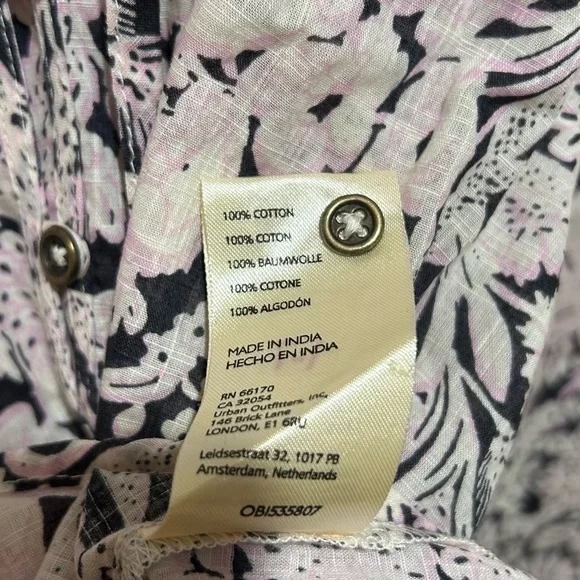 100% COTTON
100% COTON
100% BAUMWOLLE
100% COTONE
100% ALGODÓN
MADE IN INDIA
HECHO EN INDIA
RN 66170
CA 32054
Urban Outfitters, Inc.
146 Brick Lane
LONDON, E1 6RU
Leidsestraat 32, 1017 PB
Amsterdam, Netherlands
OBI535807